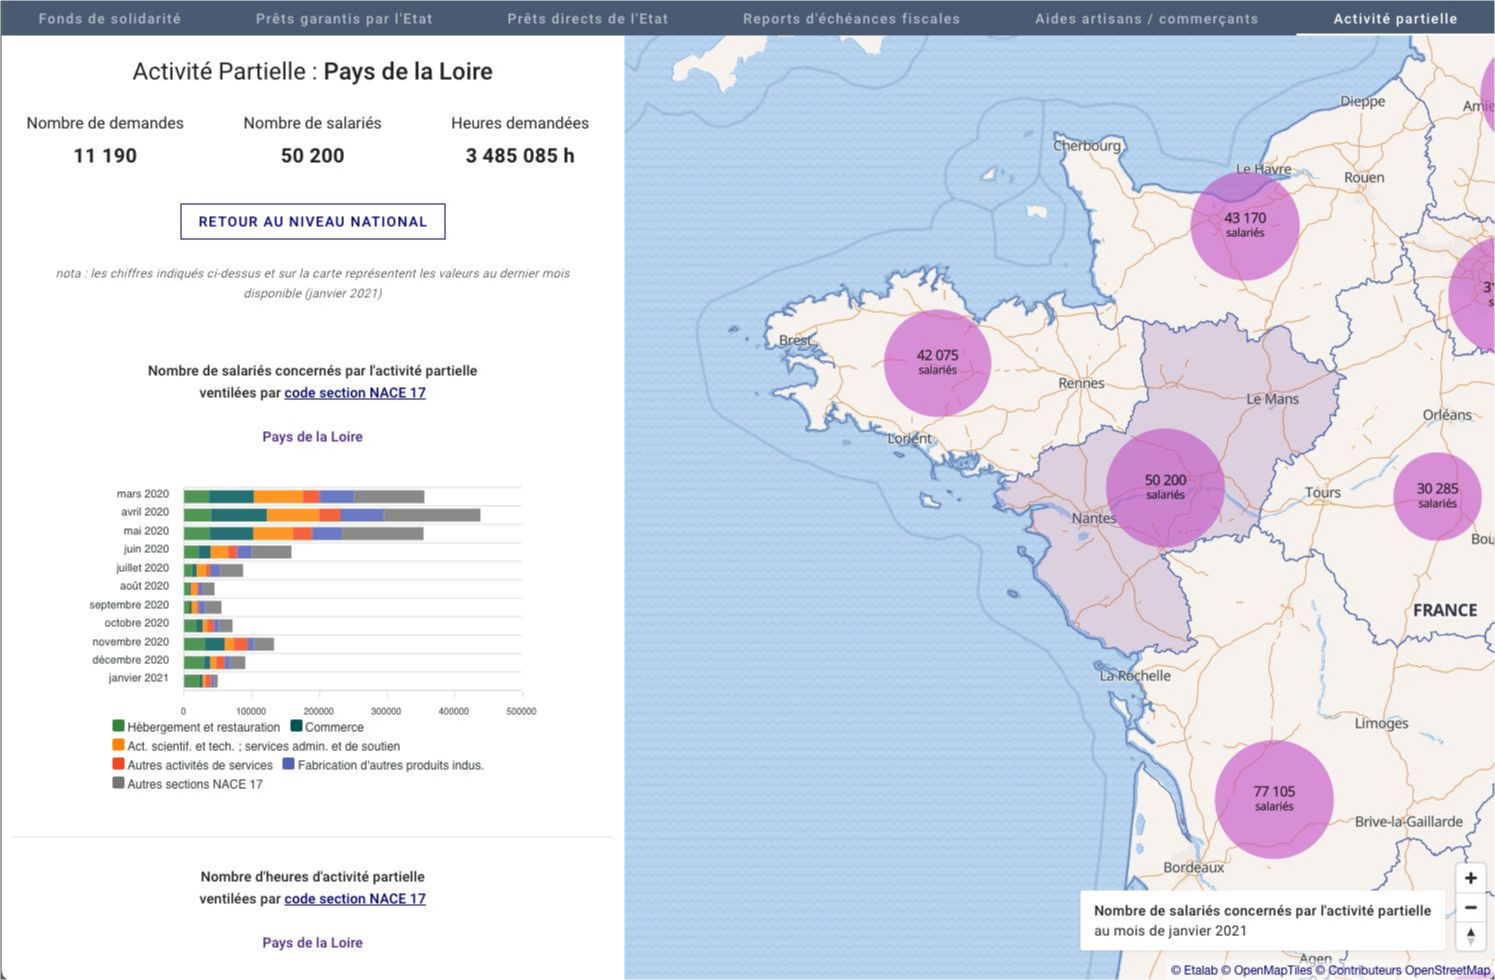 Fonds de solidarité Prêts garantis par l'Etat Prêts directs de l'Etat Reports d'échéances fiscales Aides artisans / commerçants Activité partielle
Activité Partielle : Pays de la Loire
Nombre de demandes Nombre de salariés Heures demandées
11 190 50 200 3 485 085 h
RETOUR AU NIVEAU NATIONAL
nota : les chiffres indiqués ci-dessus et sur la carte représentent les valeurs au dernier mois
disponible (janvier 2021)
Nombre de salariés concernés par l'activité partielle
ventilées par code section NACE 17
Pays de la Loire
mars 2020
avril 2020
mai 2020
juin 2020
juillet 2020
août 2020
septembre 2020
octobre 2020
novembre 2020
décembre 2020
janvier 2021
0 100000 200000 300000 400000 500000
Hébergement et restauration Commerce
Act. scientif. et tech. ; services admin. et de soutien
Autres activités de services Fabrication d'autres produits indus.
Autres sections NACE 17
Nombre d'heures d'activité partielle
ventilées par code section NACE 17
Pays de la Loire
Dieppe
Cherbourg
Le Havre
Rouen
43 170
salariés
Brest
42 075
salariés
Rennes
Le Mans
Orléans
Lorient
50 200
salariés
Tours
30 285
salariés
Nantes
FRANCE
La Rochelle
Limoges
77 105
salariés
Brive-la-Gaillarde
Bordeaux
Nombre de salariés concernés par l'activité partielle
au mois de janvier 2021
Agen
© Etalab © OpenMapTiles © Contributeurs OpenStreetMap